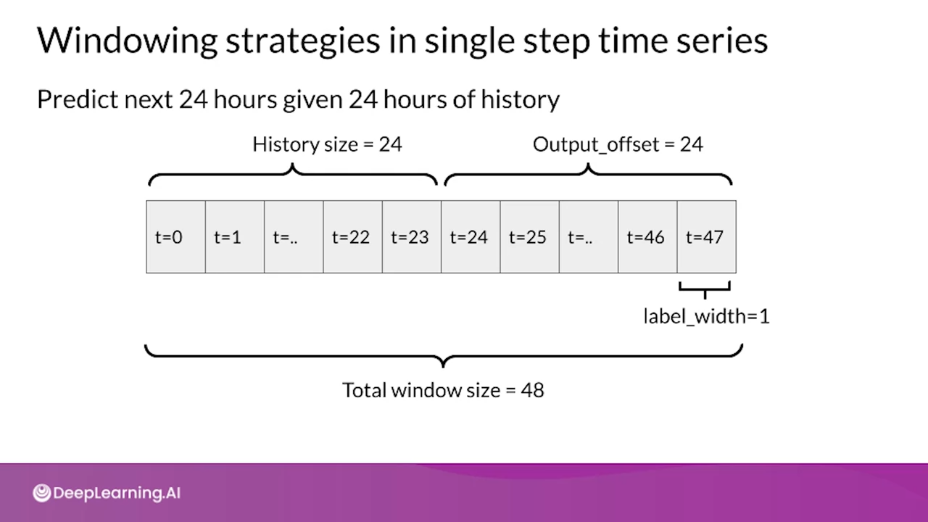 Windowing strategies in single step time series
Predict next 24 hours given 24 hours of history
History size = 24
Output_offset = 24
t=0 t=1 t=.. t=22 t=23 t=24 t=25 t=.. t=46 t=47
label_width=1
Total window size = 48
DeepLearning.AI